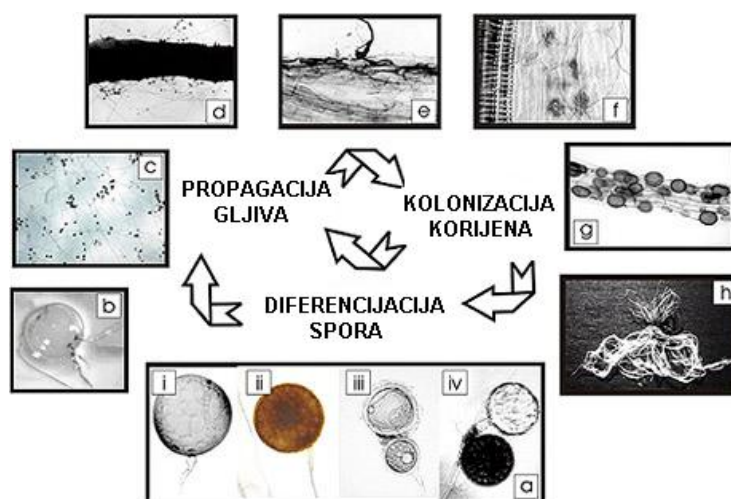 d
e
f
c
PROPAGACIJA
GLJIVA
KOLONIZACIJA
KORIJENA
g
b
DIFERENCIJACIJA
SPORA
h
i
ii
iii
iv
a